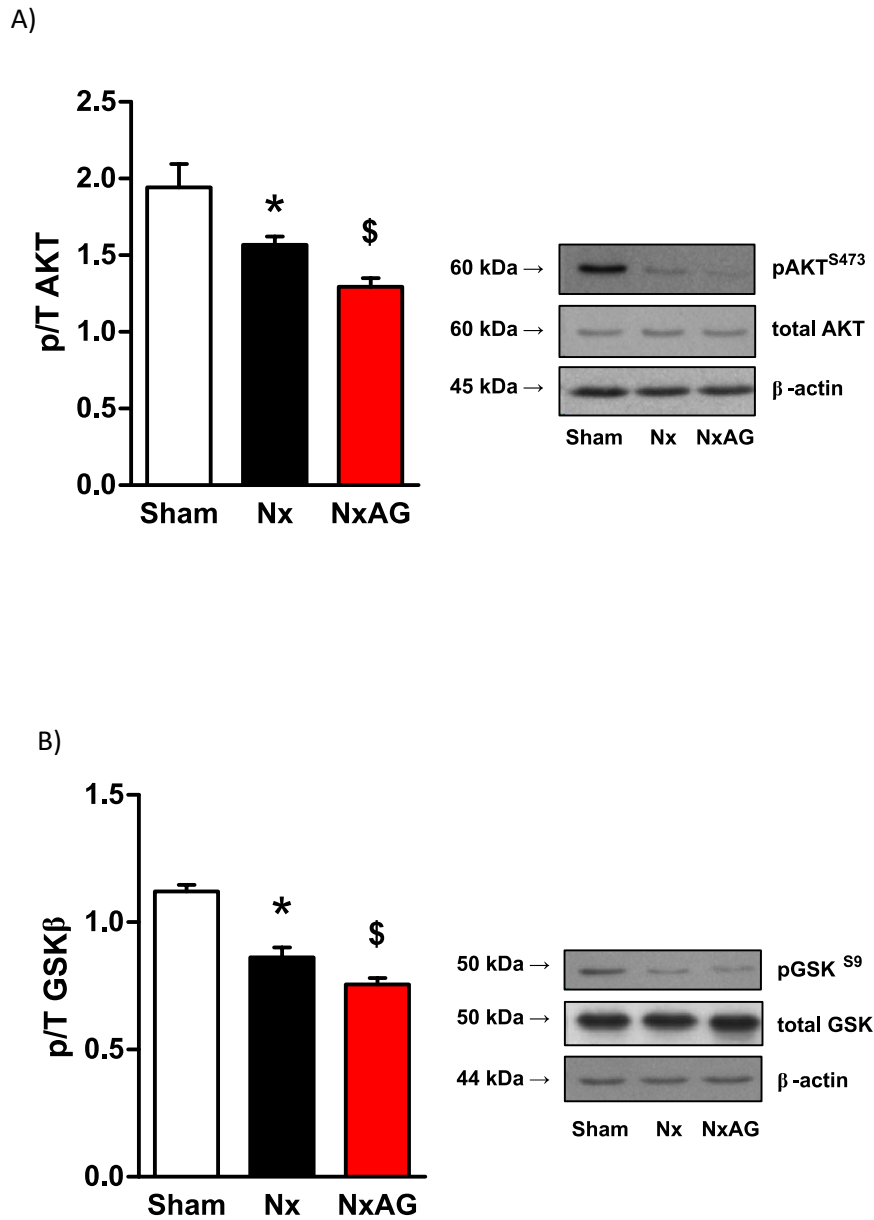 A)
2.5
2.0
1.5
1.0
0.5
0.0
p/T AKT
*
$
Sham Nx NxAG
60 kDa → pAKT^S473
60 kDa → total AKT
45 kDa → β-actin
Sham Nx NxAG
B)
1.5
1.0
0.5
0.0
p/T GSKβ
*
$
Sham Nx NxAG
50 kDa → pGSK ^S9
50 kDa → total GSK
44 kDa → β-actin
Sham Nx NxAG